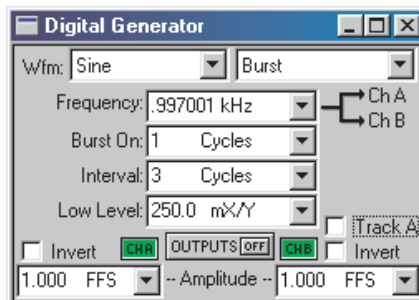 Digital Generator
Wfm: Sine Burst
Frequency: .997001 kHz
Ch A
Ch B
Burst On: 1 Cycles
Interval: 3 Cycles
Low Level: 250.0 mX/Y
Track A
Invert CHA OUTPUTS OFF CHB Invert
1.000 FFS -- Amplitude -- 1.000 FFS